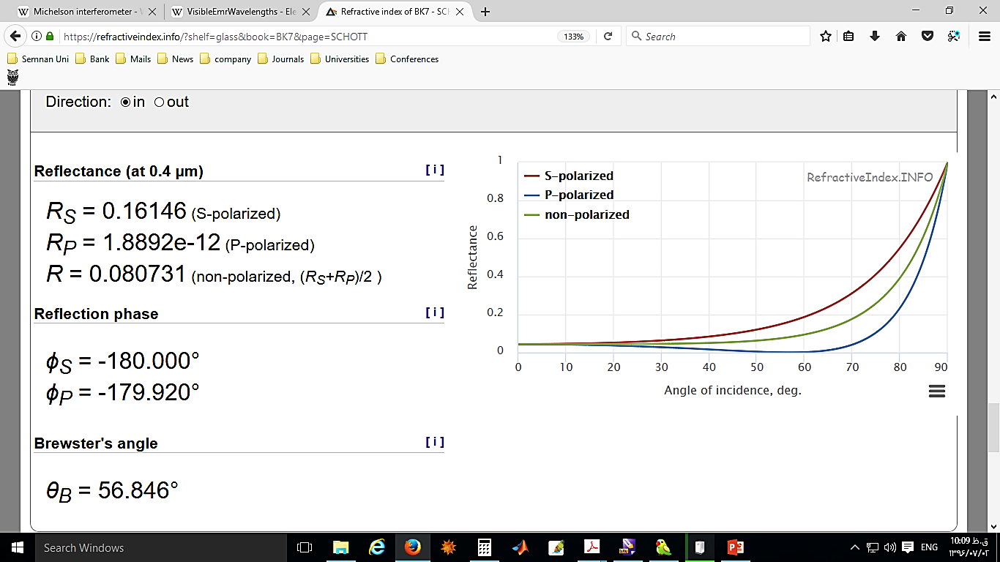 Michelson interferometer - W
VisibleEmrWavelengths - Ele
Refractive index of BK7 - SCH
https://refractiveindex.info/?shelf=glass&book=BK7&page=SCHOTT
133%
Search
Semnan Uni
Bank
Mails
News
company
Journals
Universities
Conferences
Direction: in out
Reflectance (at 0.4 μm) [ i ]
RS = 0.16146 (S-polarized)
RP = 1.8892e-12 (P-polarized)
R = 0.080731 (non-polarized, (RS+RP)/2 )
Reflection phase [ i ]
ϕS = -180.000°
ϕP = -179.920°
Brewster's angle [ i ]
θB = 56.846°
S-polarized
P-polarized
non-polarized
RefractiveIndex.INFO
Reflectance
1
0.8
0.6
0.4
0.2
0
0 10 20 30 40 50 60 70 80 90
Angle of incidence, deg.
Search Windows
ENG
10:09 ق.ظ
١٣٩۶/٠٧/٠٢